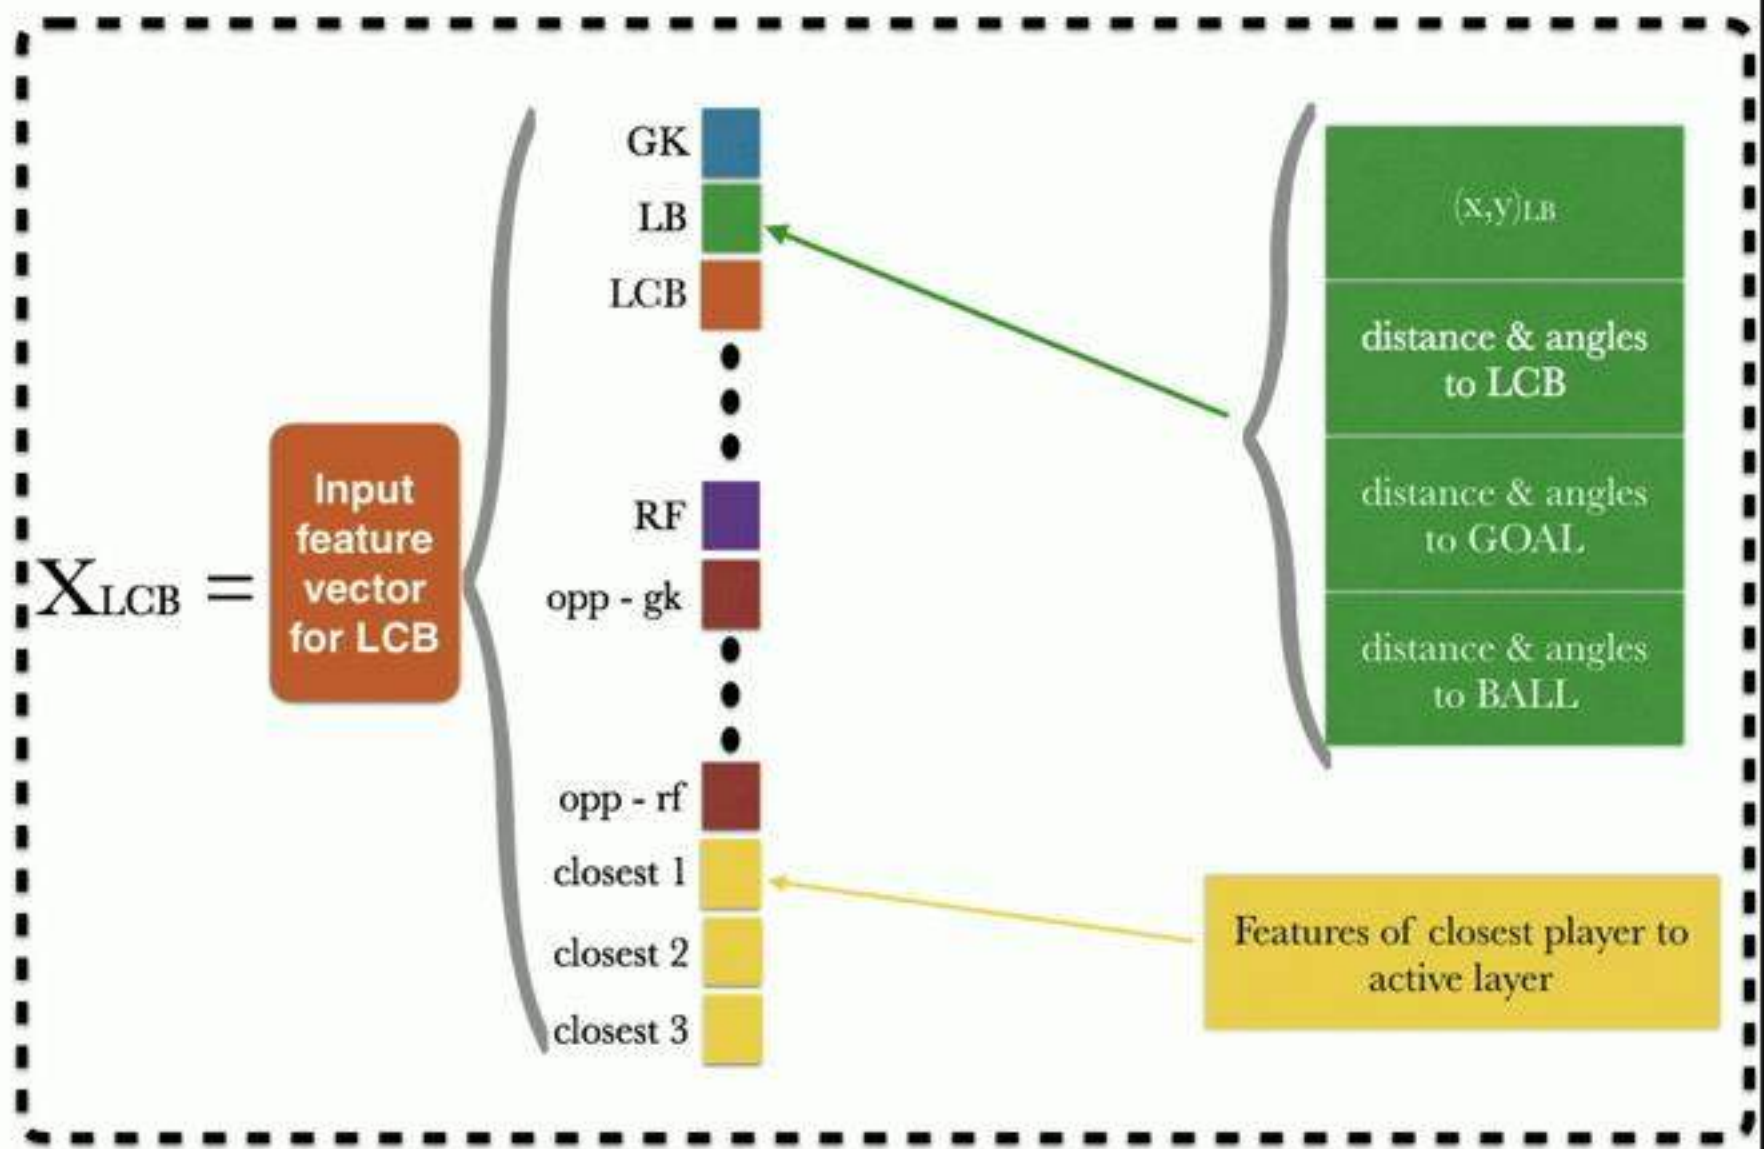 X LCB =
Input
feature
vector
for LCB
GK
LB
LCB
RF
opp - gk
opp - rf
closest 1
closest 2
closest 3
(x,y)LB
distance & angles
to LCB
distance & angles
to GOAL
distance & angles
to BALL
Features of closest player to
active layer